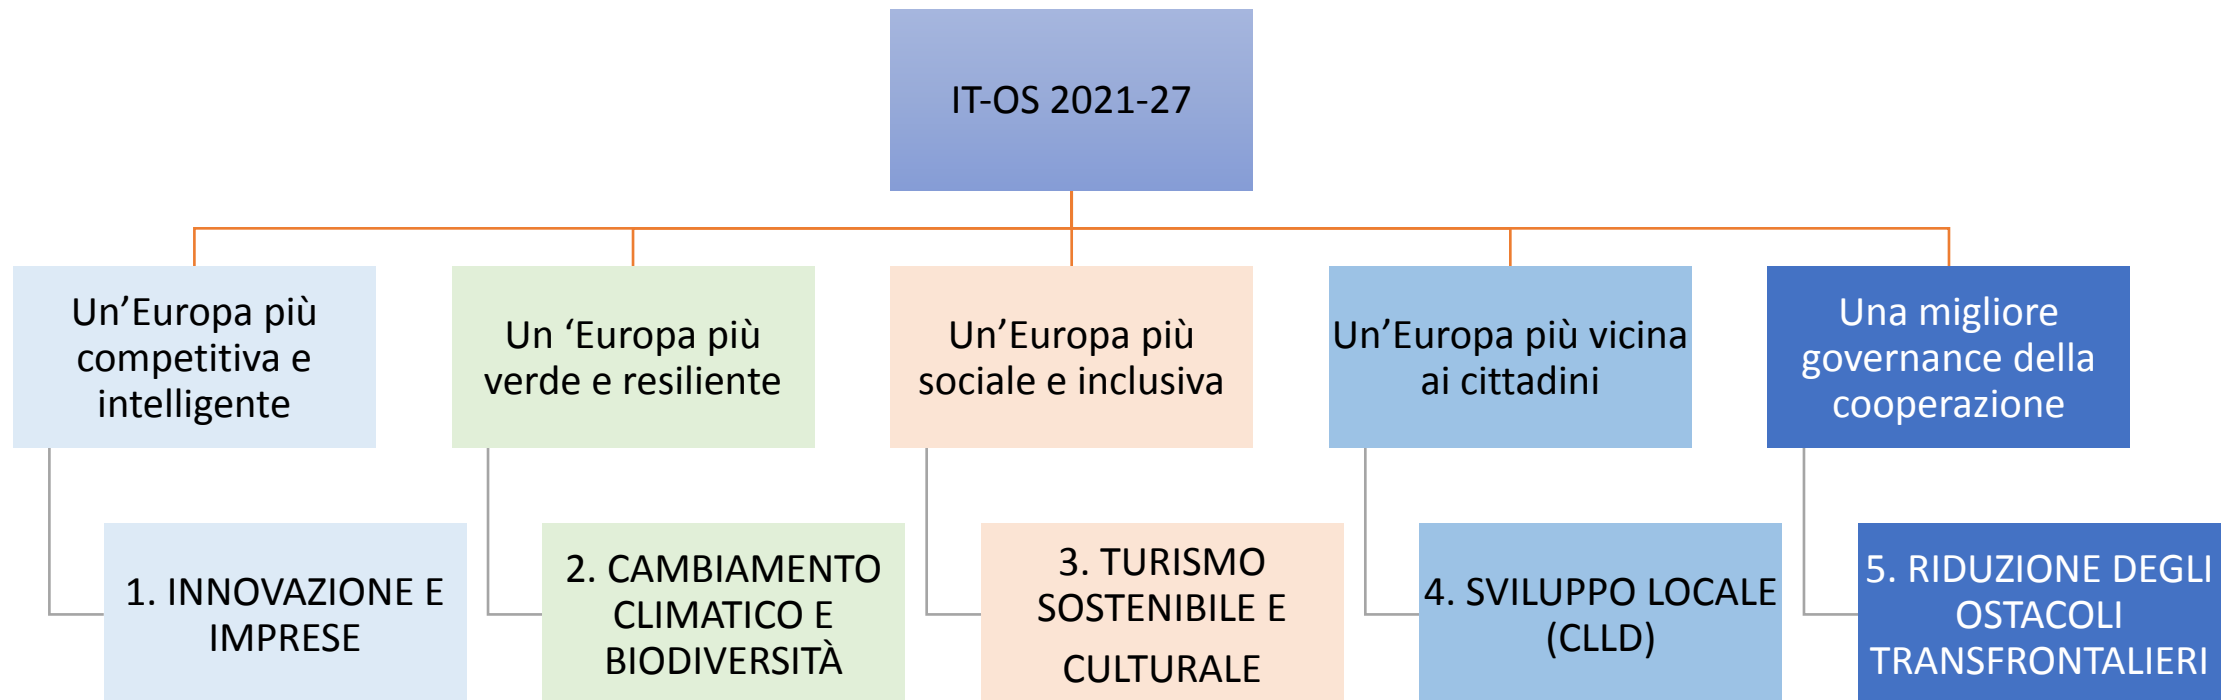 IT-OS 2021-27
Un’Europa più
competitiva e
intelligente
Un ‘Europa più
verde e resiliente
Un’Europa più
sociale e inclusiva
Un’Europa più vicina
ai cittadini
Una migliore
governance della
cooperazione
1. INNOVAZIONE E
IMPRESE
2. CAMBIAMENTO
CLIMATICO E
BIODIVERSITÀ
3. TURISMO
SOSTENIBILE E
CULTURALE
4. SVILUPPO LOCALE
(CLLD)
5. RIDUZIONE DEGLI
OSTACOLI
TRANSFRONTALIERI